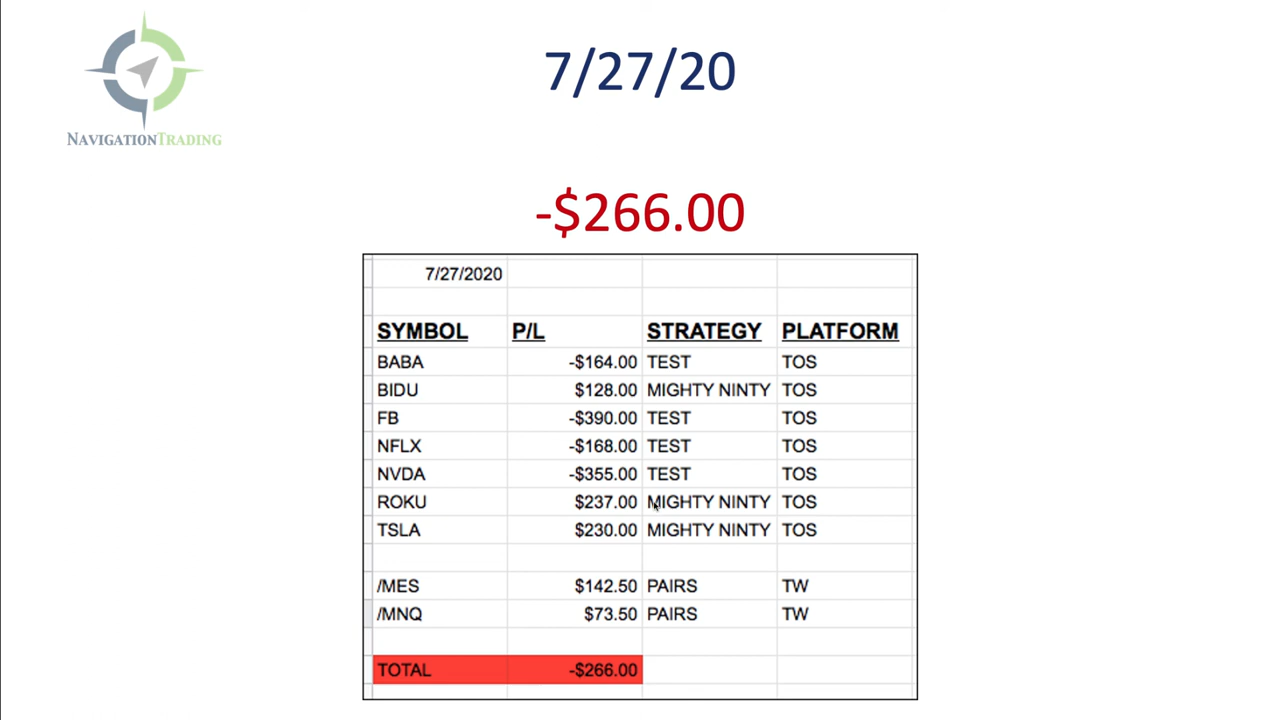 NAVIGATIONTRADING
7/27/20
-$266.00
7/27/2020
SYMBOL P/L STRATEGY PLATFORM
BABA -$164.00 TEST TOS
BIDU $128.00 MIGHTY NINTY TOS
FB -$390.00 TEST TOS
NFLX -$168.00 TEST TOS
NVDA -$355.00 TEST TOS
ROKU $237.00 MIGHTY NINTY TOS
TSLA $230.00 MIGHTY NINTY TOS
/MES $142.50 PAIRS TW
/MNQ $73.50 PAIRS TW
TOTAL -$266.00